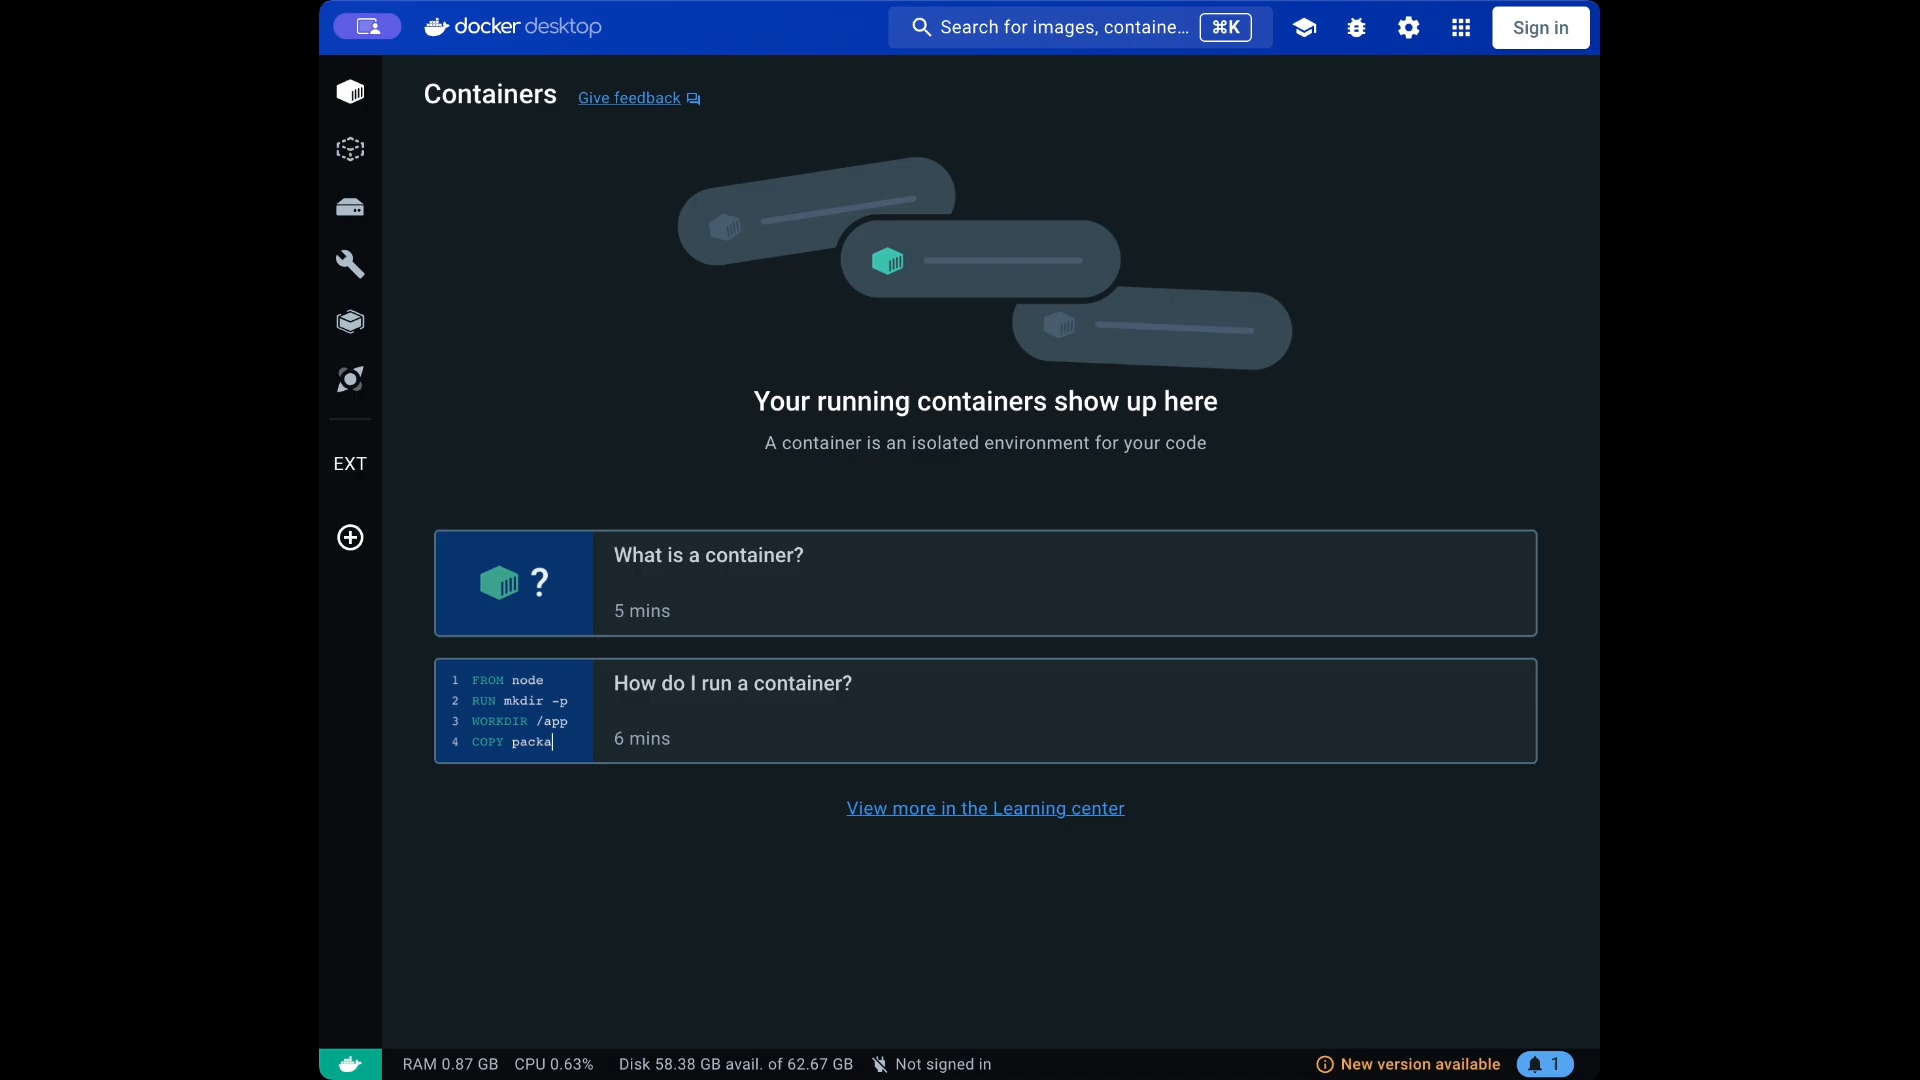 docker desktop
Search for images, containe... ⌘K
Sign in
Containers
Give feedback
Your running containers show up here
A container is an isolated environment for your code
EXT
What is a container?
?
5 mins
How do I run a container?
1 FROM node
2 RUN mkdir -p
3 WORKDIR /app
4 COPY packa
6 mins
View more in the Learning center
RAM 0.87 GB CPU 0.63% Disk 58.38 GB avail. of 62.67 GB Not signed in New version available 1